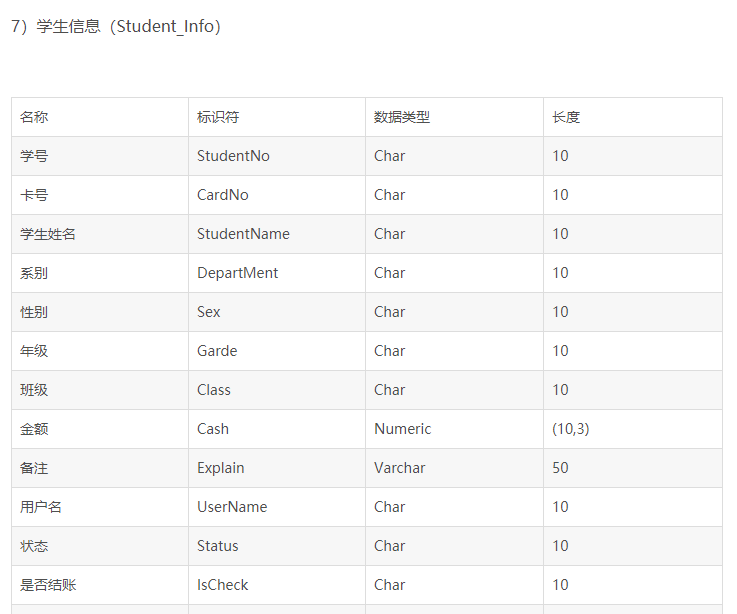 7）学生信息（Student_Info）
名称 标识符 数据类型 长度
学号 StudentNo Char 10
卡号 CardNo Char 10
学生姓名 StudentName Char 10
系别 DepartMent Char 10
性别 Sex Char 10
年级 Garde Char 10
班级 Class Char 10
金额 Cash Numeric (10,3)
备注 Explain Varchar 50
用户名 UserName Char 10
状态 Status Char 10
是否结账 IsCheck Char 10